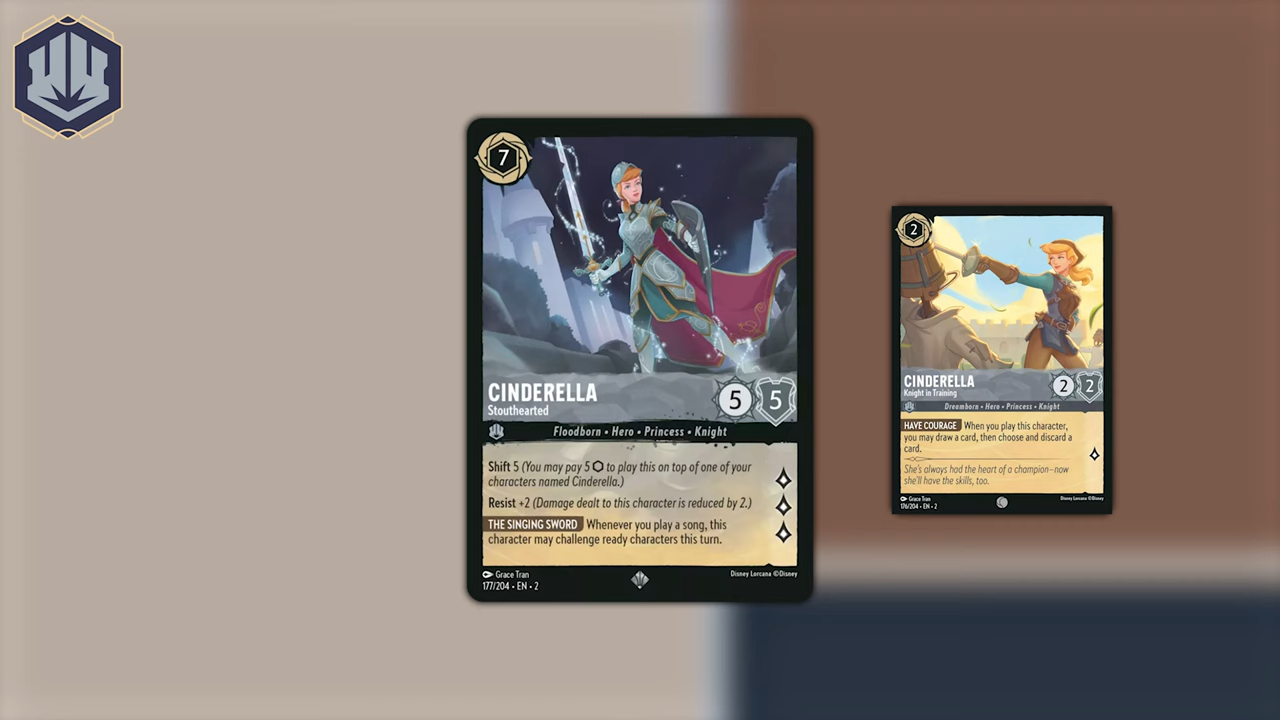 7
CINDERELLA
Stouthearted
5 5
Floodborn • Hero • Princess • Knight
Shift 5 (You may pay 5 ⬡ to play this on top of one of your
characters named Cinderella.)
Resist +2 (Damage dealt to this character is reduced by 2.)
THE SINGING SWORD Whenever you play a song, this
character may challenge ready characters this turn.
Grace Tran
177/204 • EN • 2
Disney Lorcana ©Disney
2
CINDERELLA
Knight in Training
2 2
Dreamborn • Hero • Princess • Knight
HAVE COURAGE When you play this character,
you may draw a card, then choose and discard a
card.
She's always had the heart of a champion–now
she'll have the skills, too.
Grace Tran
176/204 • EN • 2
Disney Lorcana ©Disney